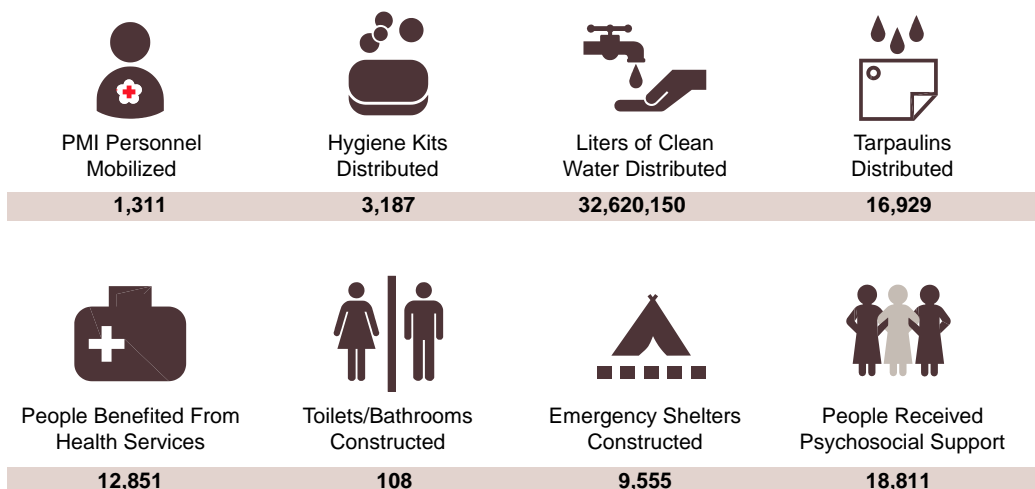 PMI Personnel
Mobilized
1,311
Hygiene Kits
Distributed
3,187
Liters of Clean
Water Distributed
32,620,150
Tarpaulins
Distributed
16,929
People Benefited From
Health Services
12,851
Toilets/Bathrooms
Constructed
108
Emergency Shelters
Constructed
9,555
People Received
Psychosocial Support
18,811